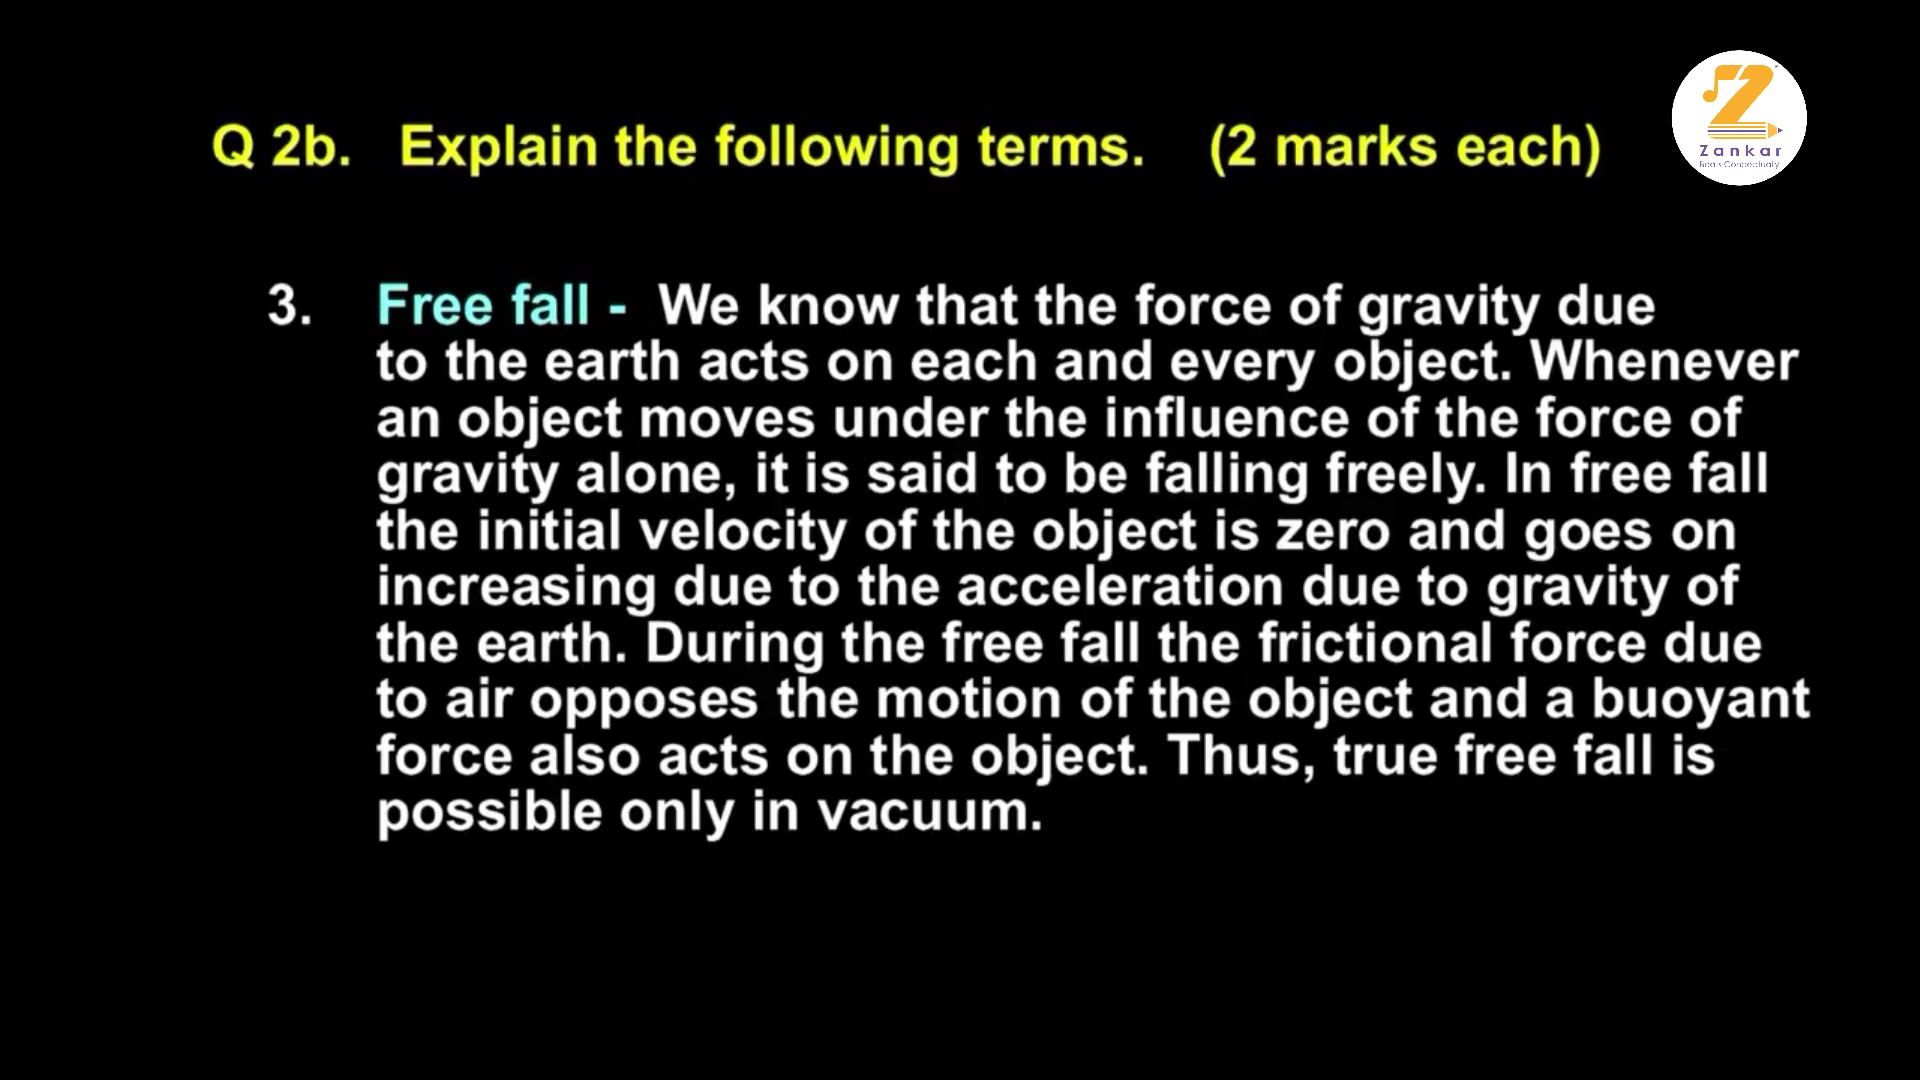 Q 2b. Explain the following terms. (2 marks each)
Zankar
3. Free fall - We know that the force of gravity due
to the earth acts on each and every object. Whenever
an object moves under the influence of the force of
gravity alone, it is said to be falling freely. In free fall
the initial velocity of the object is zero and goes on
increasing due to the acceleration due to gravity of
the earth. During the free fall the frictional force due
to air opposes the motion of the object and a buoyant
force also acts on the object. Thus, true free fall is
possible only in vacuum.